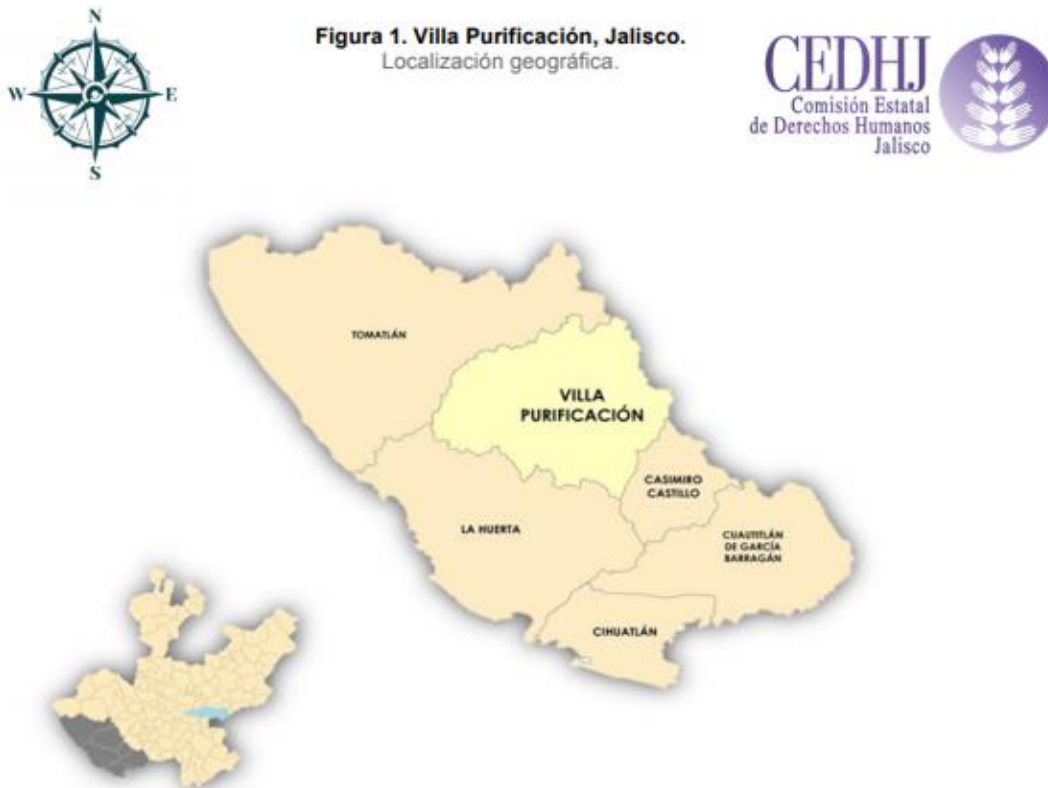 N
W
E
S
Figura 1. Villa Purificación, Jalisco.
Localización geográfica.
CEDHJ
Comisión Estatal
de Derechos Humanos
Jalisco
TOMATLÁN
VILLA
PURIFICACIÓN
CASIMIRO
CASTILLO
LA HUERTA
CUAUTITLÁN
DE GARCÍA
BARRAGÁN
CIHUATLÁN